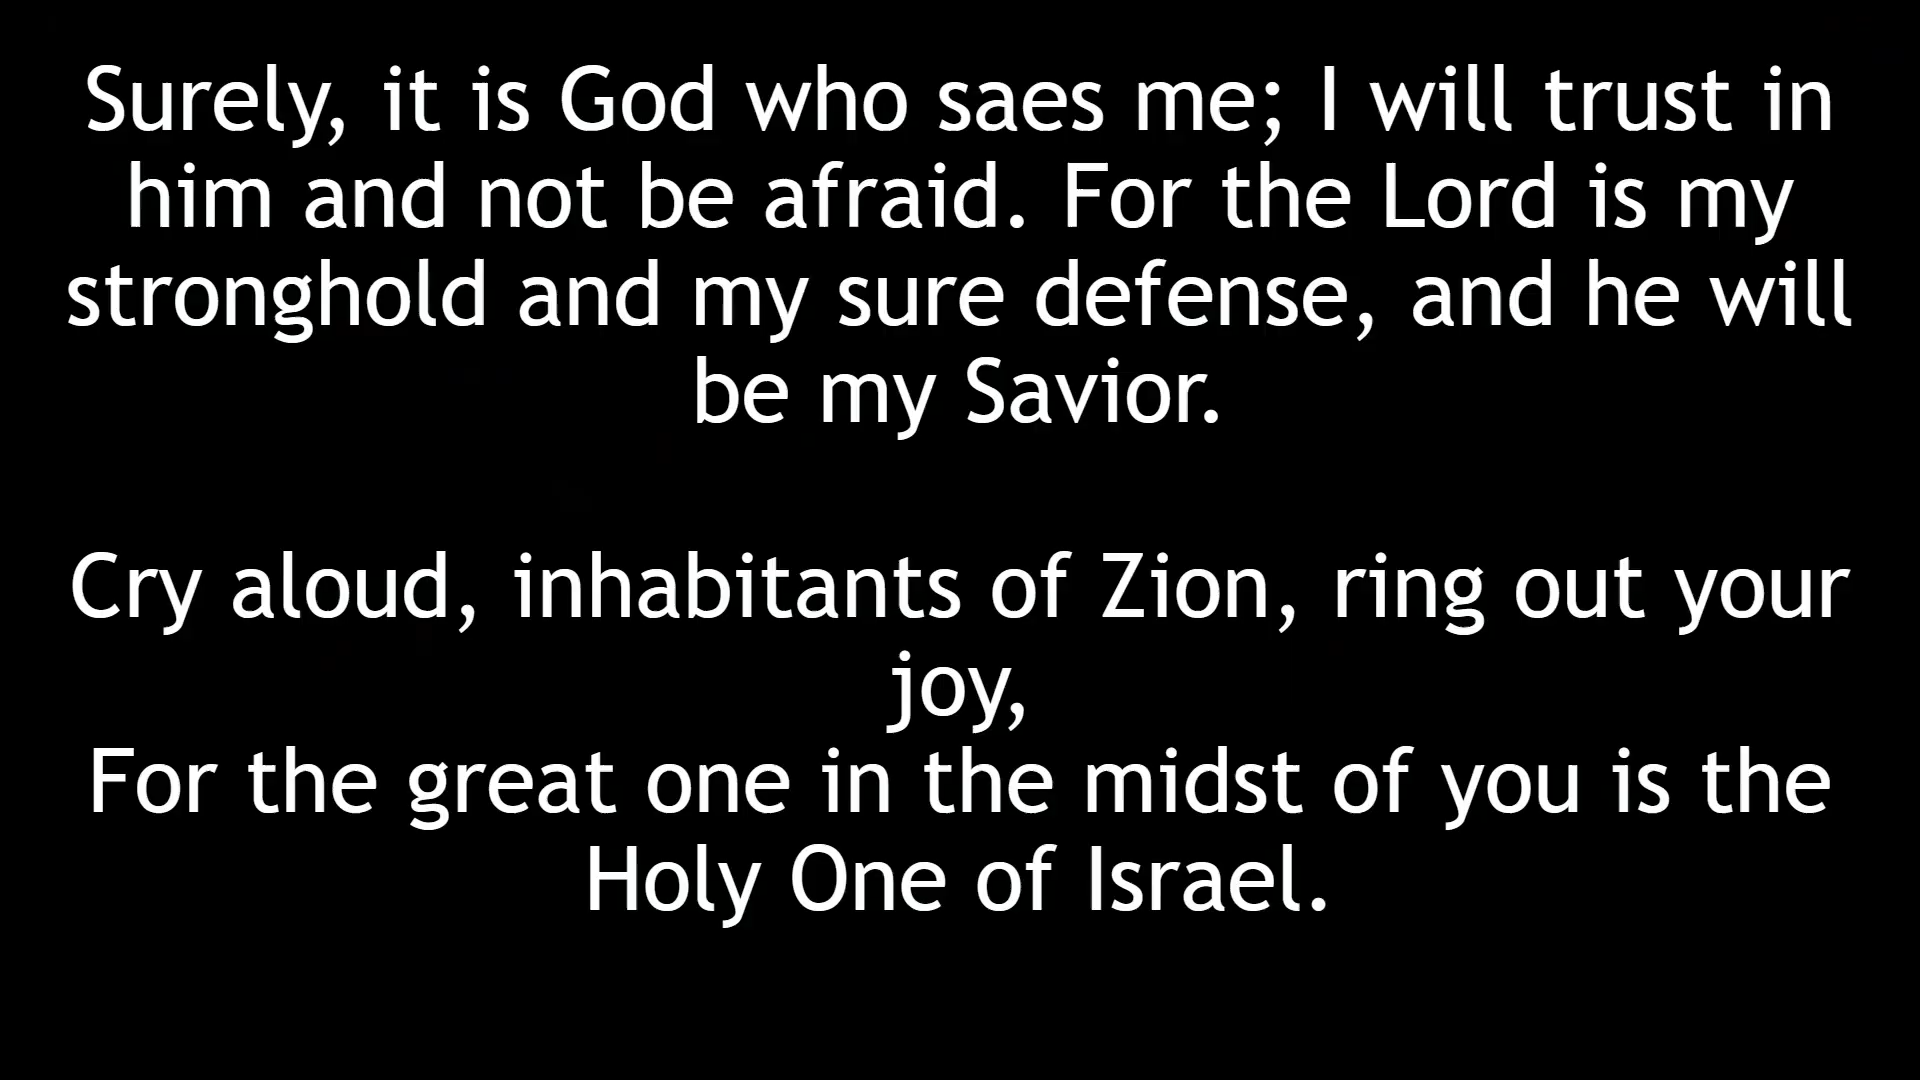 Surely, it is God who saes me; I will trust in
him and not be afraid. For the Lord is my
stronghold and my sure defense, and he will
be my Savior.
Cry aloud, inhabitants of Zion, ring out your
joy,
For the great one in the midst of you is the
Holy One of Israel.